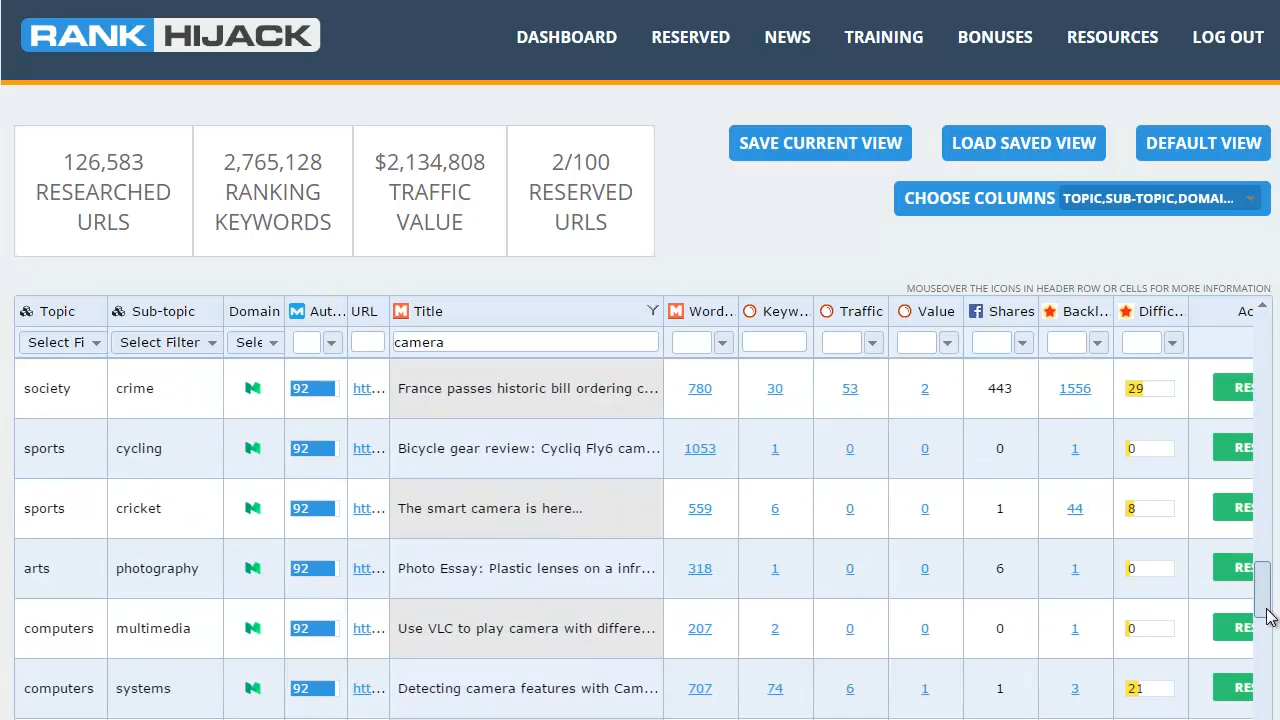 RANK HIJACK
DASHBOARD RESERVED NEWS TRAINING BONUSES RESOURCES LOG OUT
126,583 RESEARCHED URLS
2,765,128 RANKING KEYWORDS
$2,134,808 TRAFFIC VALUE
2/100 RESERVED URLS
SAVE CURRENT VIEW LOAD SAVED VIEW DEFAULT VIEW
CHOOSE COLUMNS TOPIC,SUB-TOPIC,DOMAI...
MOUSEOVER THE ICONS IN HEADER ROW OR CELLS FOR MORE INFORMATION
Topic Sub-topic Domain Aut... URL Title Word.. Keyw.. Traffic Value Shares Backl.. Diffic.. Ac
Select Fi Select Filter Sele camera
society crime 92 htt... France passes historic bill ordering c... 780 30 53 2 443 1556 29 RES
sports cycling 92 htt... Bicycle gear review: Cycliq Fly6 cam... 1053 1 0 0 0 1 0 RES
sports cricket 92 htt... The smart camera is here... 559 6 0 0 1 44 8 RES
arts photography 92 htt... Photo Essay: Plastic lenses on a infr... 318 1 0 0 6 1 0 RES
computers multimedia 92 htt... Use VLC to play camera with differe... 207 2 0 0 0 1 0 RES
computers systems 92 htt... Detecting camera features with Cam... 707 74 6 1 1 3 21 RES